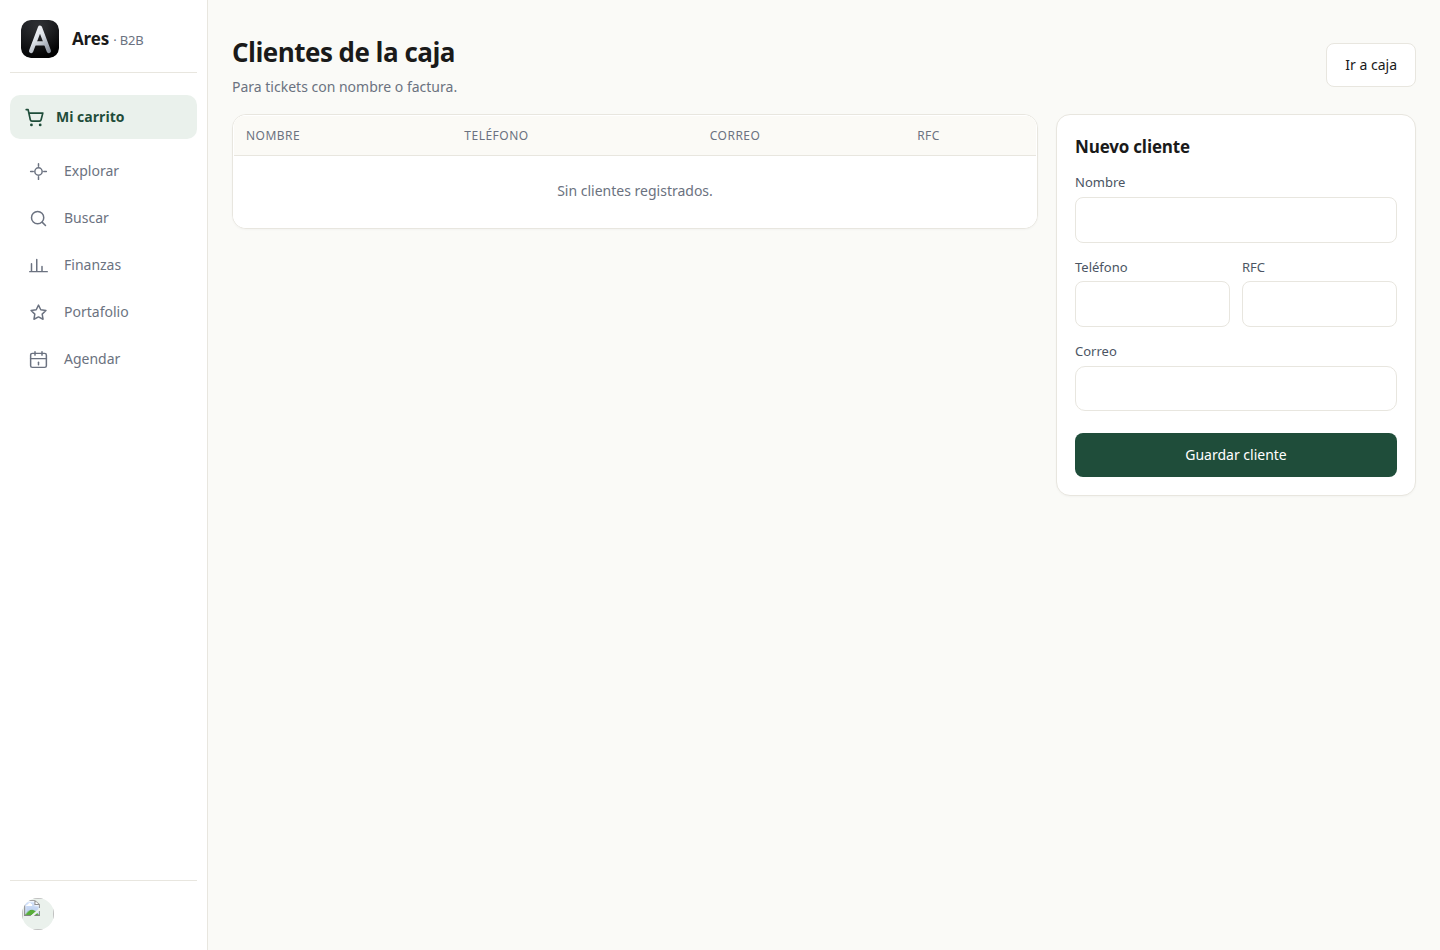 Ares · B2B
Mi carrito
Explorar
Buscar
Finanzas
Portafolio
Agendar
Clientes de la caja
Para tickets con nombre o factura.
Ir a caja
NOMBRE TELÉFONO CORREO RFC
Sin clientes registrados.
Nuevo cliente
Nombre
Teléfono RFC
Correo
Guardar cliente